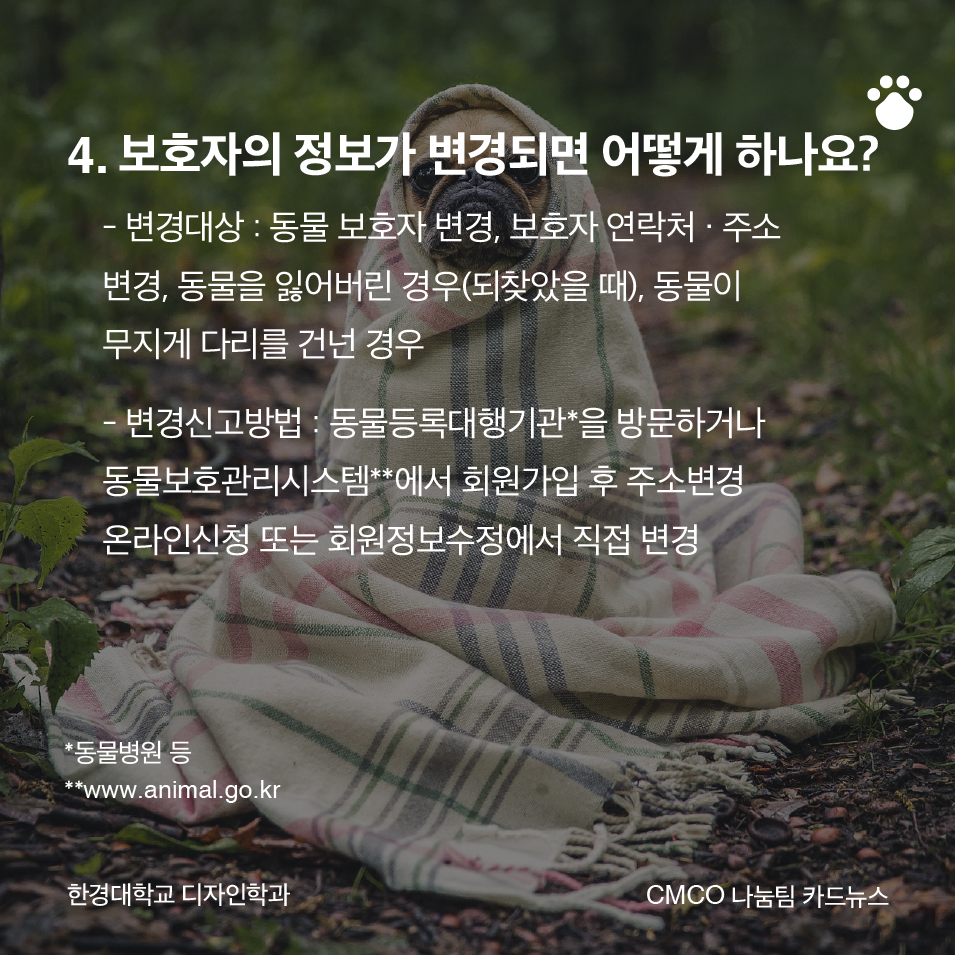 4. 보호자의 정보가 변경되면 어떻게 하나요?
- 변경대상 : 동물 보호자 변경, 보호자 연락처 · 주소
변경, 동물을 잃어버린 경우(되찾았을 때), 동물이
무지게 다리를 건넌 경우
- 변경신고방법 : 동물등록대행기관*을 방문하거나
동물보호관리시스템**에서 회원가입 후 주소변경
온라인신청 또는 회원정보수정에서 직접 변경
*동물병원 등
**www.animal.go.kr
한경대학교 디자인학과
CMCO 나눔팀 카드뉴스